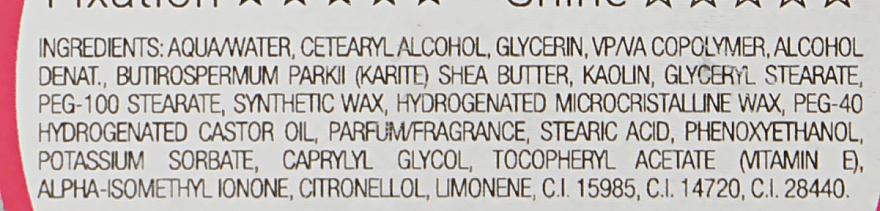 Fixation ★ ★ ★ ★ ★ Shine ☆ ☆ ☆ ☆ ☆
INGREDIENTS: AQUA/WATER, CETEARYL ALCOHOL, GLYCERIN, VP/VA COPOLYMER, ALCOHOL
DENAT., BUTIROSPERMUM PARKII (KARITE) SHEA BUTTER, KAOLIN, GLYCERYL STEARATE,
PEG-100 STEARATE, SYNTHETIC WAX, HYDROGENATED MICROCRISTALLINE WAX, PEG-40
HYDROGENATED CASTOR OIL, PARFUM/FRAGRANCE, STEARIC ACID, PHENOXYETHANOL,
POTASSIUM SORBATE, CAPRYLYL GLYCOL, TOCOPHERYL ACETATE (VITAMIN E),
ALPHA-ISOMETHYL IONONE, CITRONELLOL, LIMONENE, C.I. 15985, C.I. 14720, C.I. 28440.